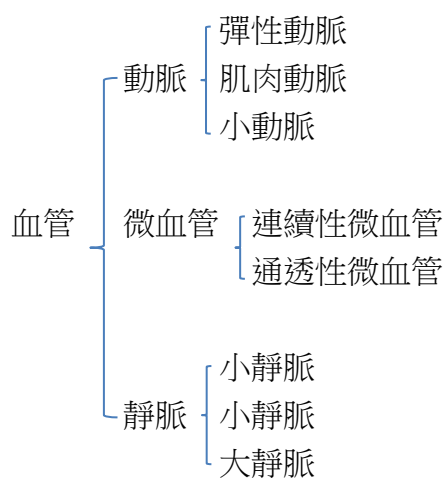 彈性動脈
動脈
肌肉動脈
小動脈
血管
微血管
連續性微血管
通透性微血管
小靜脈
靜脈
小靜脈
大靜脈